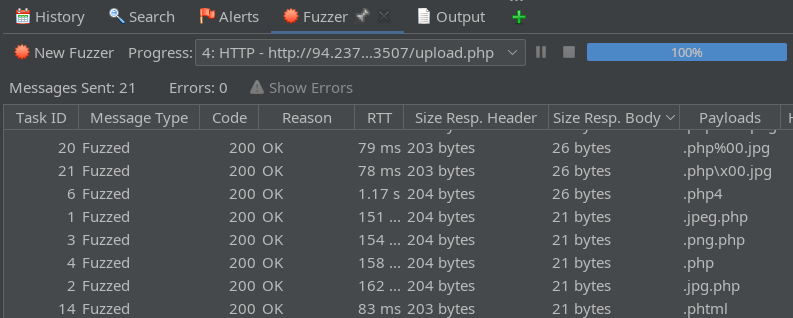 History Search Alerts Fuzzer Output
New Fuzzer Progress: 4: HTTP - http://94.237...3507/upload.php 100%
Messages Sent: 21 Errors: 0 Show Errors
Task ID Message Type Code Reason RTT Size Resp. Header Size Resp. Body Payloads
20 Fuzzed 200 OK 79 ms 203 bytes 26 bytes .php%00.jpg
21 Fuzzed 200 OK 78 ms 203 bytes 26 bytes .php\x00.jpg
6 Fuzzed 200 OK 1.17 s 204 bytes 26 bytes .php4
1 Fuzzed 200 OK 151 ... 204 bytes 21 bytes .jpeg.php
3 Fuzzed 200 OK 154 ... 204 bytes 21 bytes .png.php
4 Fuzzed 200 OK 158 ... 204 bytes 21 bytes .php
2 Fuzzed 200 OK 162 ... 204 bytes 21 bytes .jpg.php
14 Fuzzed 200 OK 83 ms 203 bytes 21 bytes .phtml